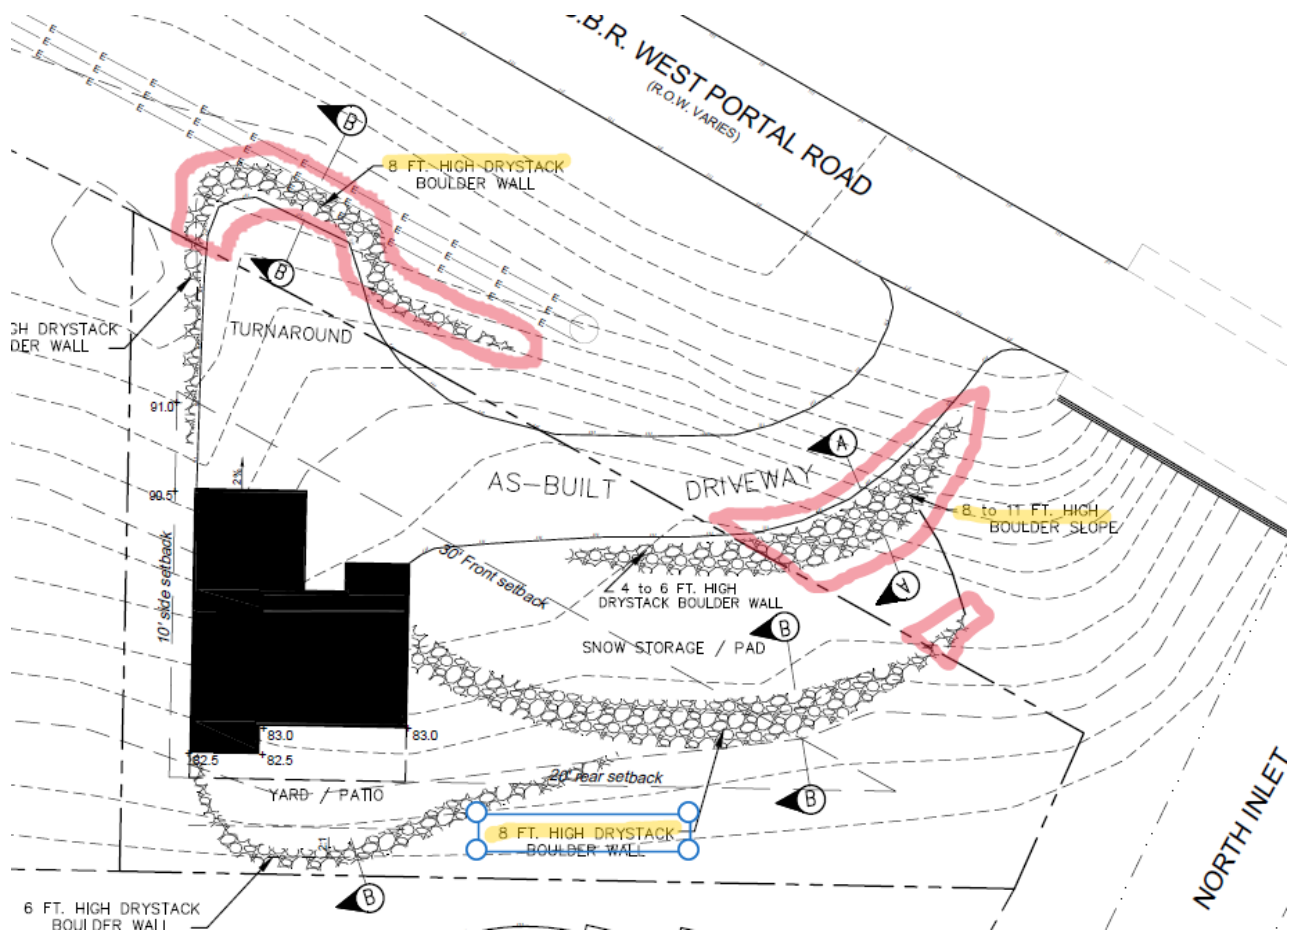 .B.R. WEST PORTAL ROAD
(R.O.W. VARIES)
E E E E E E E E E
E E E E E E E E E
E E E E E E E E E
B
8 FT. HIGH DRYSTACK
BOULDER WALL
B
GH DRYSTACK
DER WALL
TURNAROUND
91.0
A
AS-BUILT DRIVEWAY
2%
90.5
8 to 11 FT. HIGH
BOULDER SLOPE
30' Front setback
10' side setback
4 to 6 FT. HIGH
DRYSTACK BOULDER WALL
A
B
SNOW STORAGE / PAD
83.0
83.0
82.5
82.5
20' rear setback
YARD / PATIO
B
8 FT. HIGH DRYSTACK
BOULDER WALL
B
6 FT. HIGH DRYSTACK
BOULDER WALL
NORTH INLET